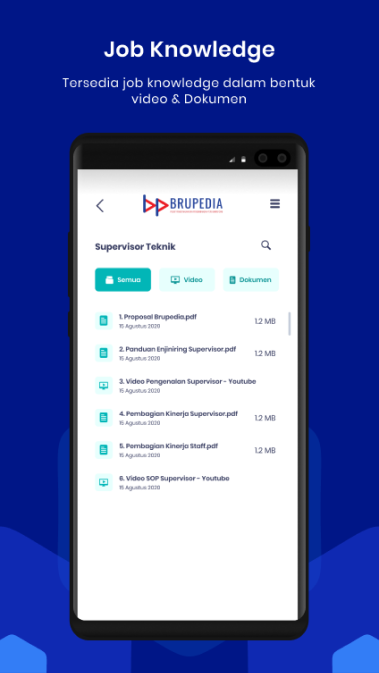 Job Knowledge
Tersedia job knowledge dalam bentuk
video & Dokumen
BRUPEDIA
Supervisor Teknik
Semua
Video
Dokumen
1. Proposal Brupedia.pdf
15 Agustus 2020
1.2 MB
2. Panduan Enjiniring Supervisor.pdf
15 Agustus 2020
1.2 MB
3. Video Pengenalan Supervisor - Youtube
15 Agustus 2020
4. Pembagian Kinerja Supervisor.pdf
15 Agustus 2020
1.2 MB
5. Pembagian Kinerja Staff.pdf
15 Agustus 2020
1.2 MB
6. Video SOP Supervisor - Youtube
15 Agustus 2020